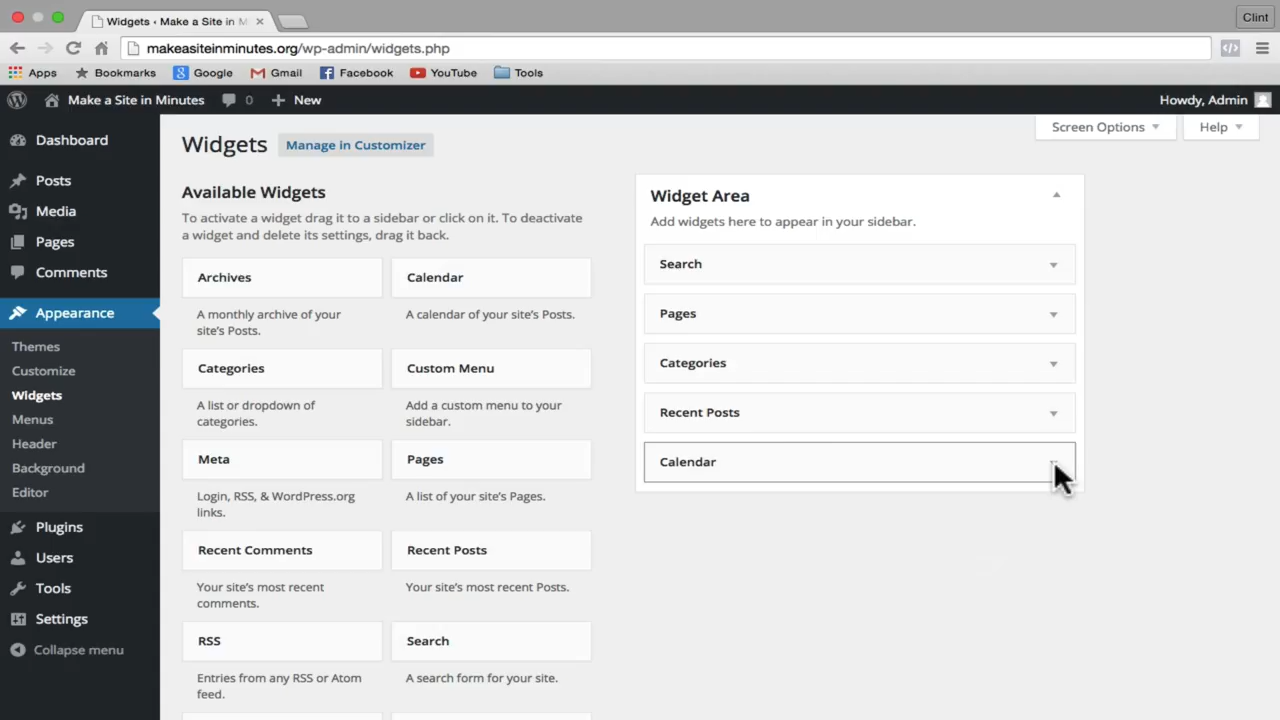 Widgets ‹ Make a Site in M
Clint
makeasiteinminutes.org/wp-admin/widgets.php
Apps Bookmarks Google Gmail Facebook YouTube Tools
Make a Site in Minutes 0 New
Howdy, Admin
Screen Options Help
Dashboard
Posts
Media
Pages
Comments
Appearance
Themes
Customize
Widgets
Menus
Header
Background
Editor
Plugins
Users
Tools
Settings
Collapse menu
Widgets Manage in Customizer
Available Widgets
To activate a widget drag it to a sidebar or click on it. To deactivate
a widget and delete its settings, drag it back.
Archives
A monthly archive of your
site's Posts.
Calendar
A calendar of your site's Posts.
Categories
A list or dropdown of
categories.
Custom Menu
Add a custom menu to your
sidebar.
Meta
Login, RSS, & WordPress.org
links.
Pages
A list of your site's Pages.
Recent Comments
Your site's most recent
comments.
Recent Posts
Your site's most recent Posts.
RSS
Entries from any RSS or Atom
feed.
Search
A search form for your site.
Widget Area
Add widgets here to appear in your sidebar.
Search
Pages
Categories
Recent Posts
Calendar